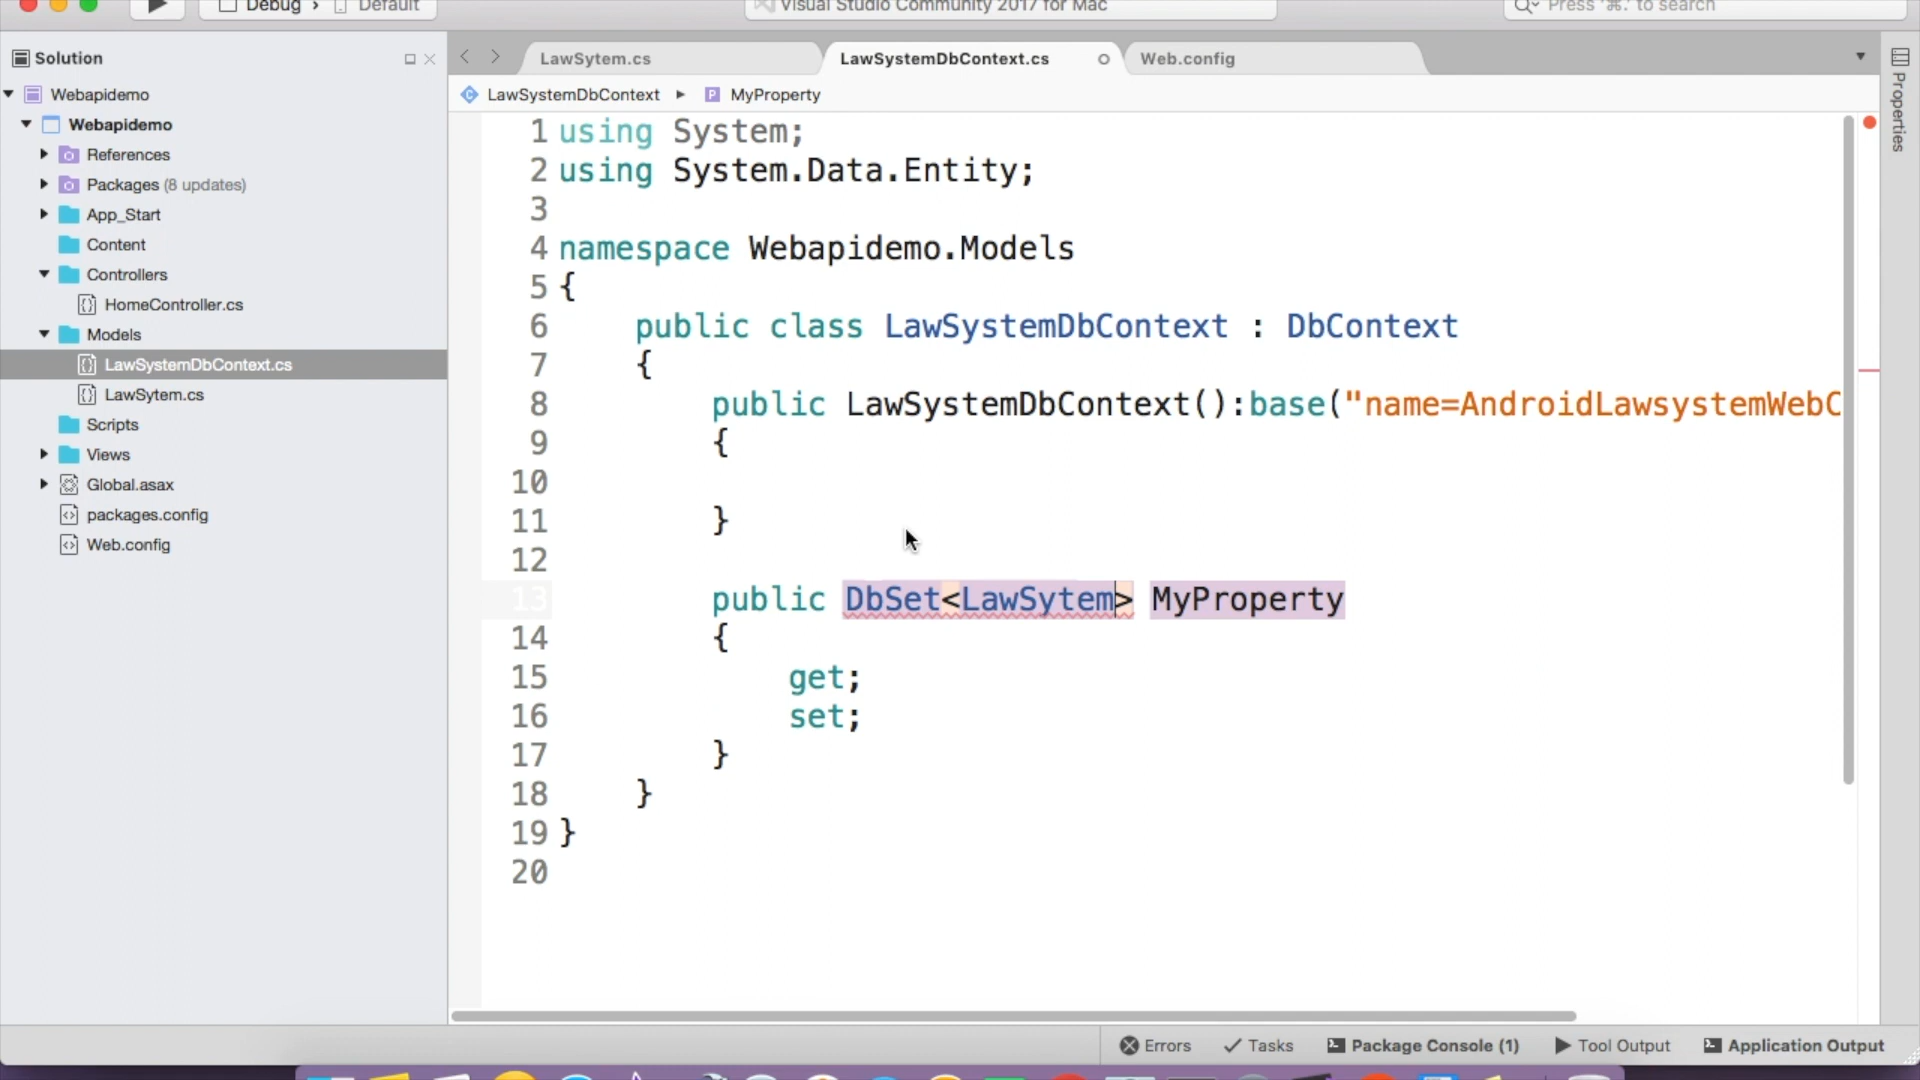 Debug › Default
Visual Studio Community 2017 for Mac
Press '⌘.' to search
Solution
LawSytem.cs
LawSystemDbContext.cs
Web.config
Properties
Webapidemo
LawSystemDbContext ▸ MyProperty
Webapidemo
References
Packages (8 updates)
App_Start
Content
Controllers
HomeController.cs
Models
LawSystemDbContext.cs
LawSytem.cs
Scripts
Views
Global.asax
packages.config
Web.config
1 using System;
2 using System.Data.Entity;
3
4 namespace Webapidemo.Models
5 {
6 public class LawSystemDbContext : DbContext
7 {
8 public LawSystemDbContext():base("name=AndroidLawsystemWebC
9 {
10
11 }
12
13 public DbSet<LawSytem> MyProperty
14 {
15 get;
16 set;
17 }
18 }
19 }
20
Errors
Tasks
Package Console (1)
Tool Output
Application Output